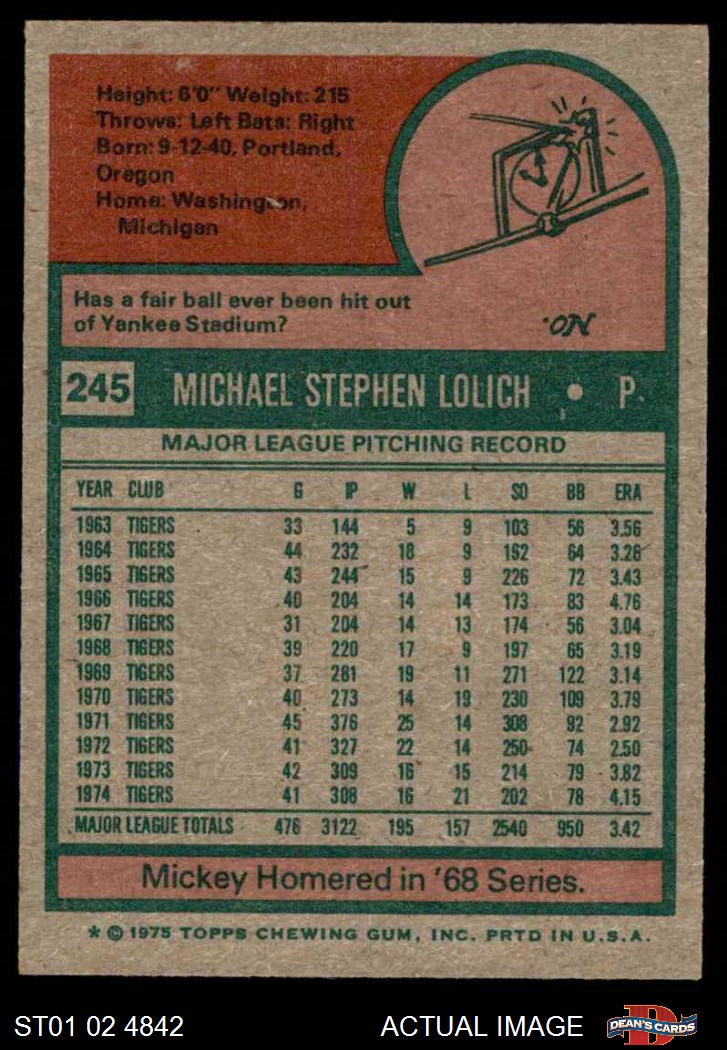 Height: 6'0" Weight: 215
Throws: Left Bats: Right
Born: 9-12-40, Portland,
Oregon
Home: Washington,
Michigan
Has a fair ball ever been hit out
of Yankee Stadium?
No.
245 MICHAEL STEPHEN LOLICH • P.
MAJOR LEAGUE PITCHING RECORD
YEAR CLUB G IP W L SO BB ERA
1963 TIGERS 33 144 5 9 103 56 3.56
1964 TIGERS 44 232 18 9 192 64 3.26
1965 TIGERS 43 244 15 9 226 72 3.43
1966 TIGERS 40 204 14 14 173 83 4.76
1967 TIGERS 31 204 14 13 174 56 3.04
1968 TIGERS 39 220 17 9 197 65 3.19
1969 TIGERS 37 281 19 11 271 122 3.14
1970 TIGERS 40 273 14 19 230 109 3.79
1971 TIGERS 45 376 25 14 308 92 2.92
1972 TIGERS 41 327 22 14 250 74 2.50
1973 TIGERS 42 309 16 15 214 79 3.82
1974 TIGERS 41 308 16 21 202 78 4.15
MAJOR LEAGUE TOTALS 476 3122 195 157 2540 950 3.42
Mickey Homered in '68 Series.
* © 1975 TOPPS CHEWING GUM, INC. PRTD IN U.S.A.
ST01 02 4842 ACTUAL IMAGE D DEAN'S CARDS